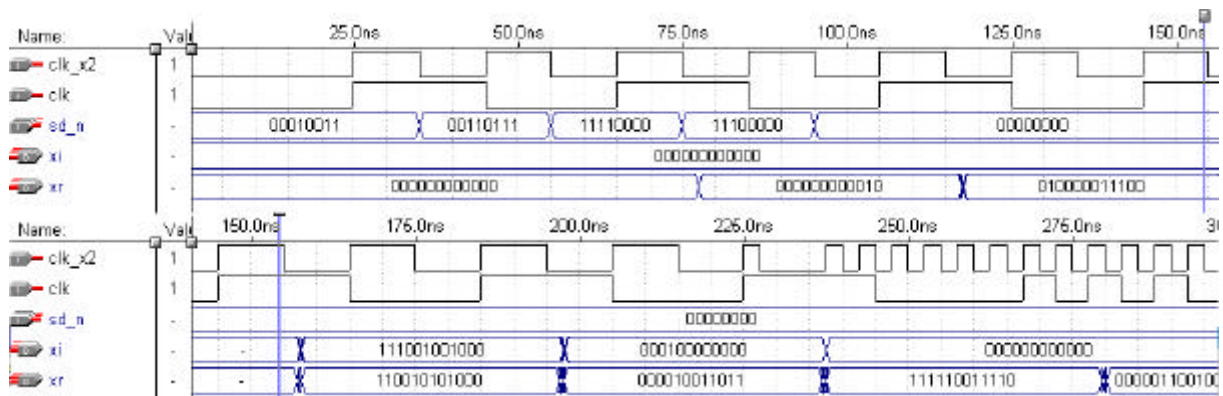 Name: Valu 25.0ns 50.0ns 75.0ns 100.0ns 125.0ns 150.0ns
clk_x2 1
clk 1
sd_n - 00010011 00110111 11110000 11100000 00000000
xi - 000000000000
xr - 000000000000 000000000010 010000011100
Name: Valu 150.0ns 175.0ns 200.0ns 225.0ns 250.0ns 275.0ns 30
clk_x2 1
clk 1
sd_n - 00000000
xi - - 111001001000 000100000000 000000000000
xr - - 110010101000 000010011011 111110011110 000001100100